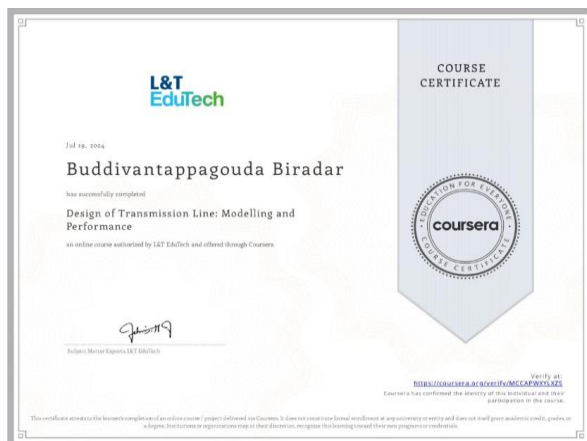 L&T
EduTech
COURSE
CERTIFICATE
Jul 19, 2024
Buddivantappagouda Biradar
has successfully completed
Design of Transmission Line: Modelling and
Performance
an online course authorized by L&T EduTech and offered through Coursera
EDUCATION FOR EVERYONE
coursera
COURSE CERTIFICATE
Subject Matter Experts, L&T EduTech
Verify at:
https://coursera.org/verify/MCCAPWXYLXZS
Coursera has confirmed the identity of this individual and their
participation in the course.
This certificate attests to the learner's completion of an online course / project delivered via Coursera. It does not constitute formal enrollment at any university or entity and does not itself grant academic credit, grades, or
a degree. Institutions or organizations may, at their discretion, recognize this learning toward their own programs or credentials.